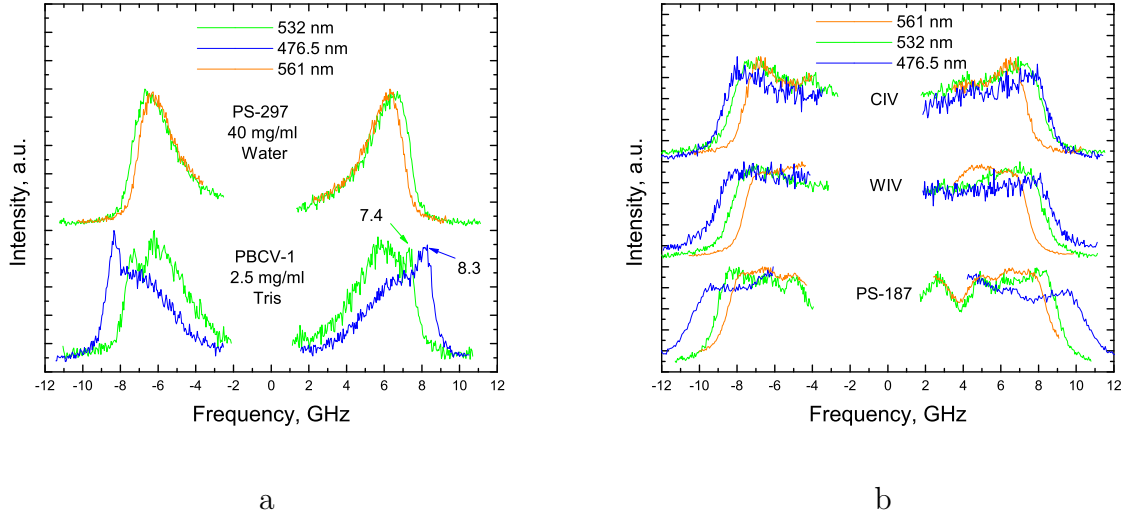 532 nm
476.5 nm
561 nm
PS-297
40 mg/ml
Water
7.4
PBCV-1
2.5 mg/ml
Tris
8.3
Intensity, a.u.
-12 -10 -8 -6 -4 -2 0 2 4 6 8 10 12
Frequency, GHz
a
561 nm
532 nm
476.5 nm
CIV
WIV
PS-187
Intensity, a.u.
-12 -10 -8 -6 -4 -2 0 2 4 6 8 10 12
Frequency, GHz
b